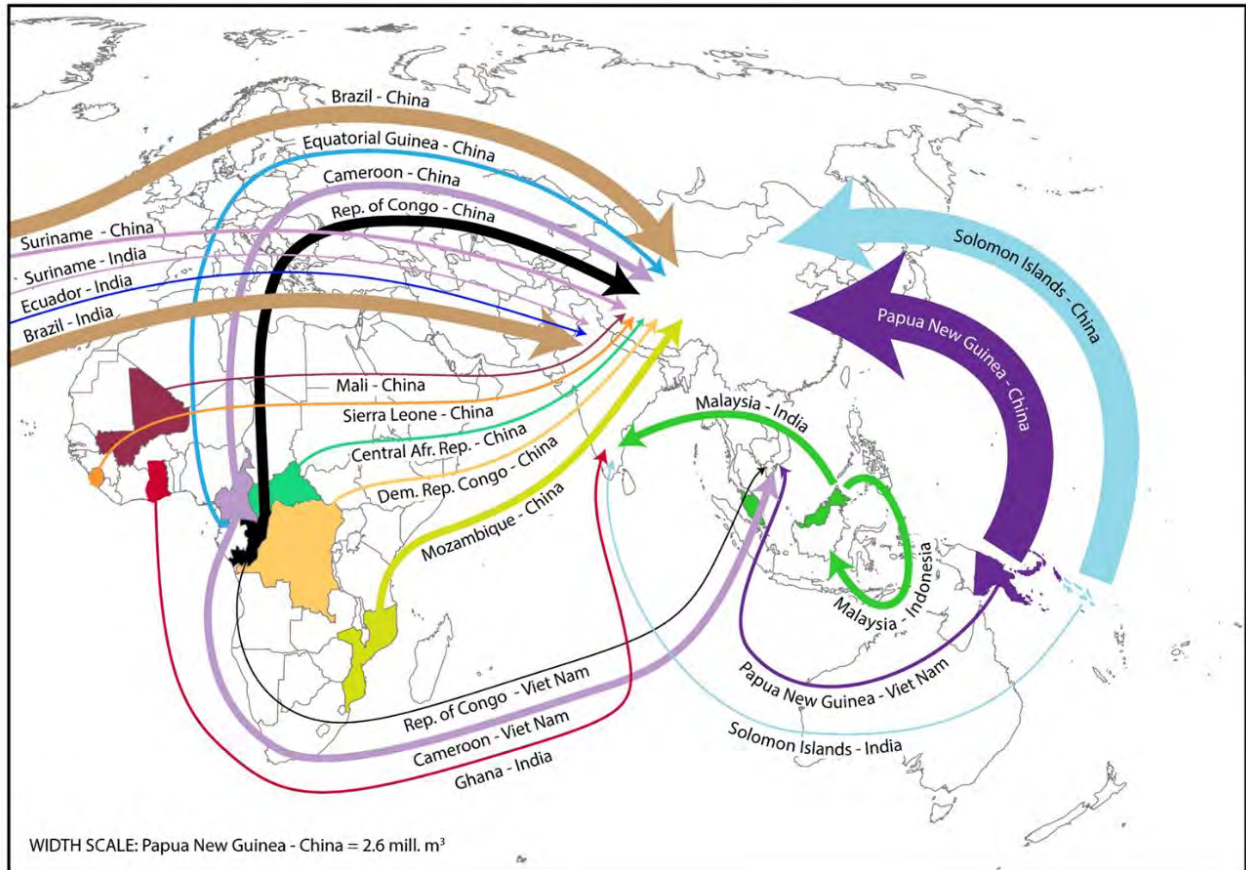 Brazil - China
Equatorial Guinea - China
Cameroon - China
Rep. of Congo - China
Suriname - China
Suriname - India
Ecuador - India
Brazil - India
Solomon Islands - China
Papua New Guinea - China
Mali - China
Sierra Leone - China
Central Afr. Rep. - China
Dem. Rep. Congo - China
Mozambique - China
Malaysia - India
Malaysia - Indonesia
Rep. of Congo - Viet Nam
Cameroon - Viet Nam
Ghana - India
Papua New Guinea - Viet Nam
Solomon Islands - India
WIDTH SCALE: Papua New Guinea - China = 2.6 mill. m³